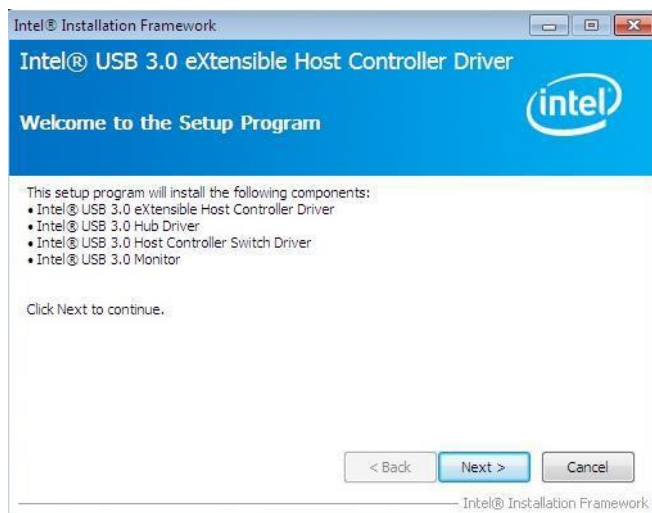 Intel® Installation Framework
Intel® USB 3.0 eXtensible Host Controller Driver
intel
Welcome to the Setup Program
This setup program will install the following components:
• Intel® USB 3.0 eXtensible Host Controller Driver
• Intel® USB 3.0 Hub Driver
• Intel® USB 3.0 Host Controller Switch Driver
• Intel® USB 3.0 Monitor
Click Next to continue.
< Back Next > Cancel
Intel® Installation Framework